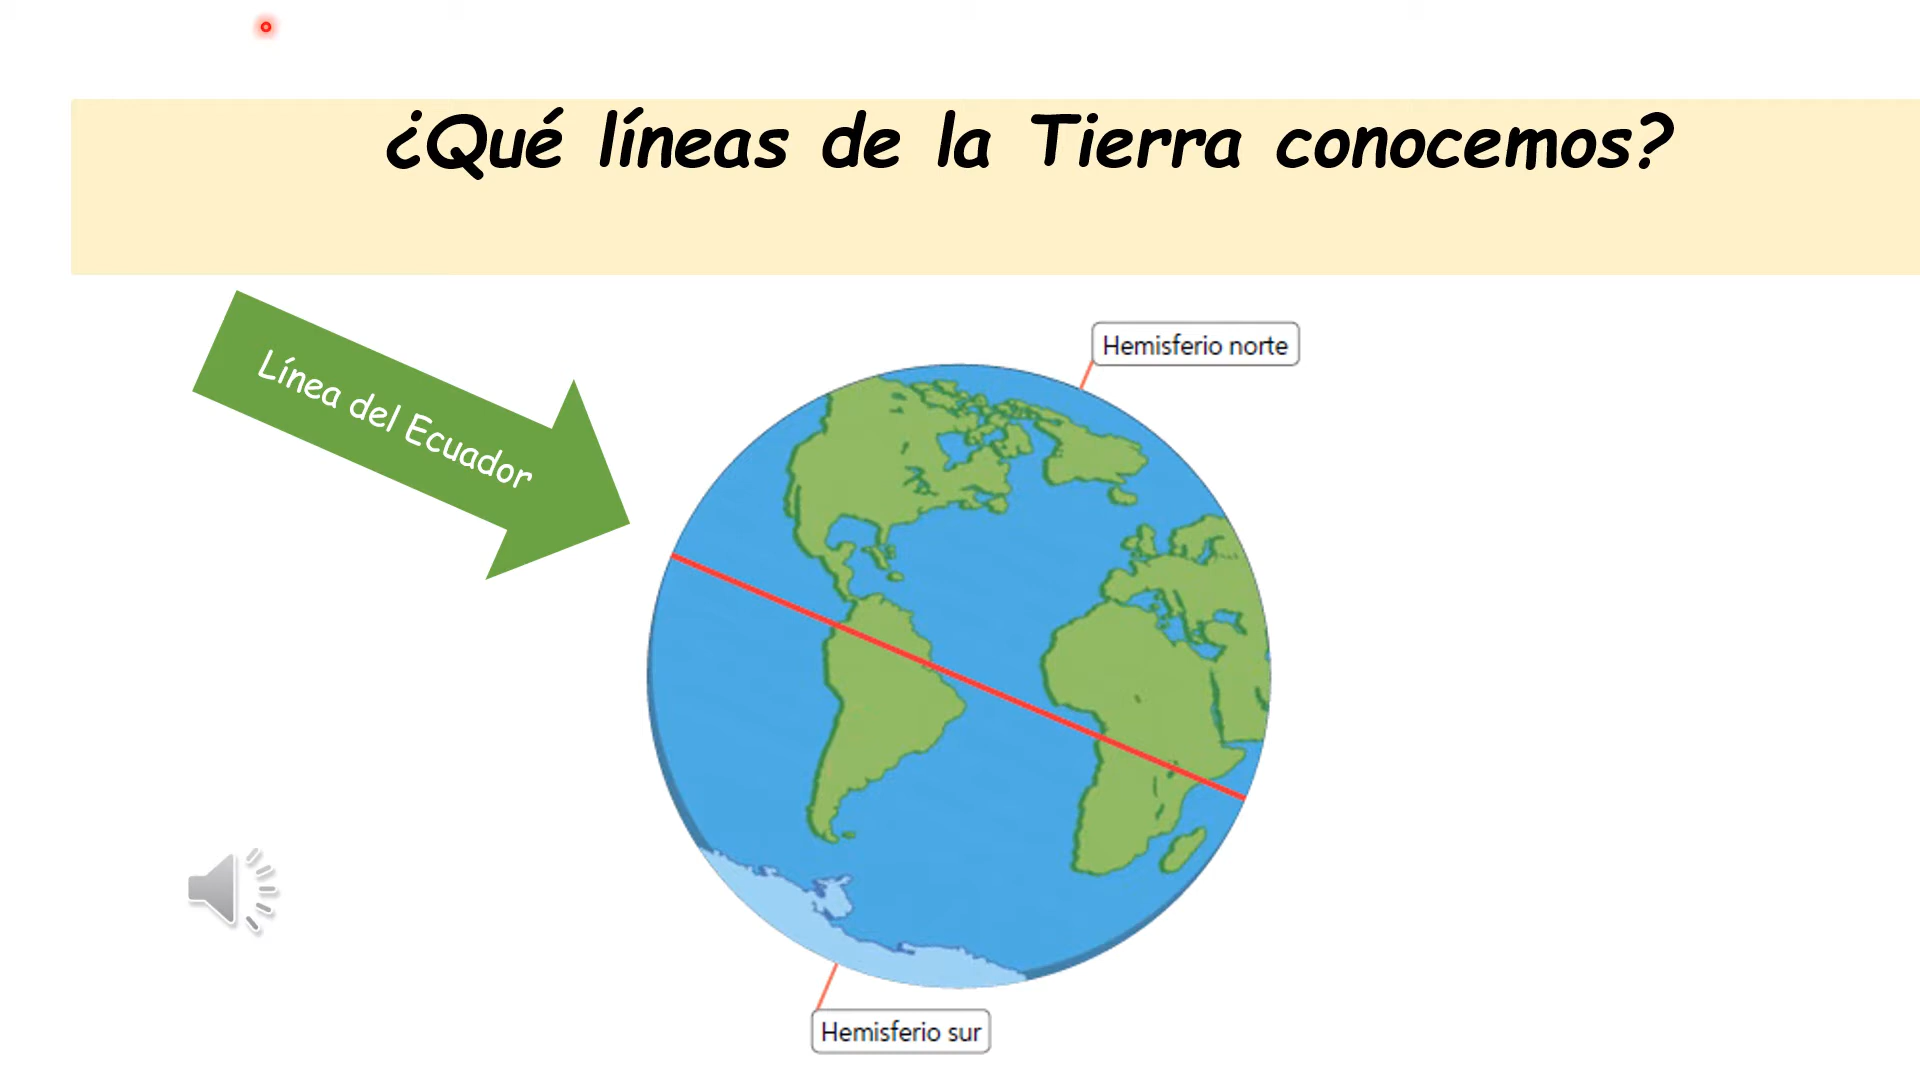 ¿Qué líneas de la Tierra conocemos?
Línea del Ecuador
Hemisferio norte
Hemisferio sur